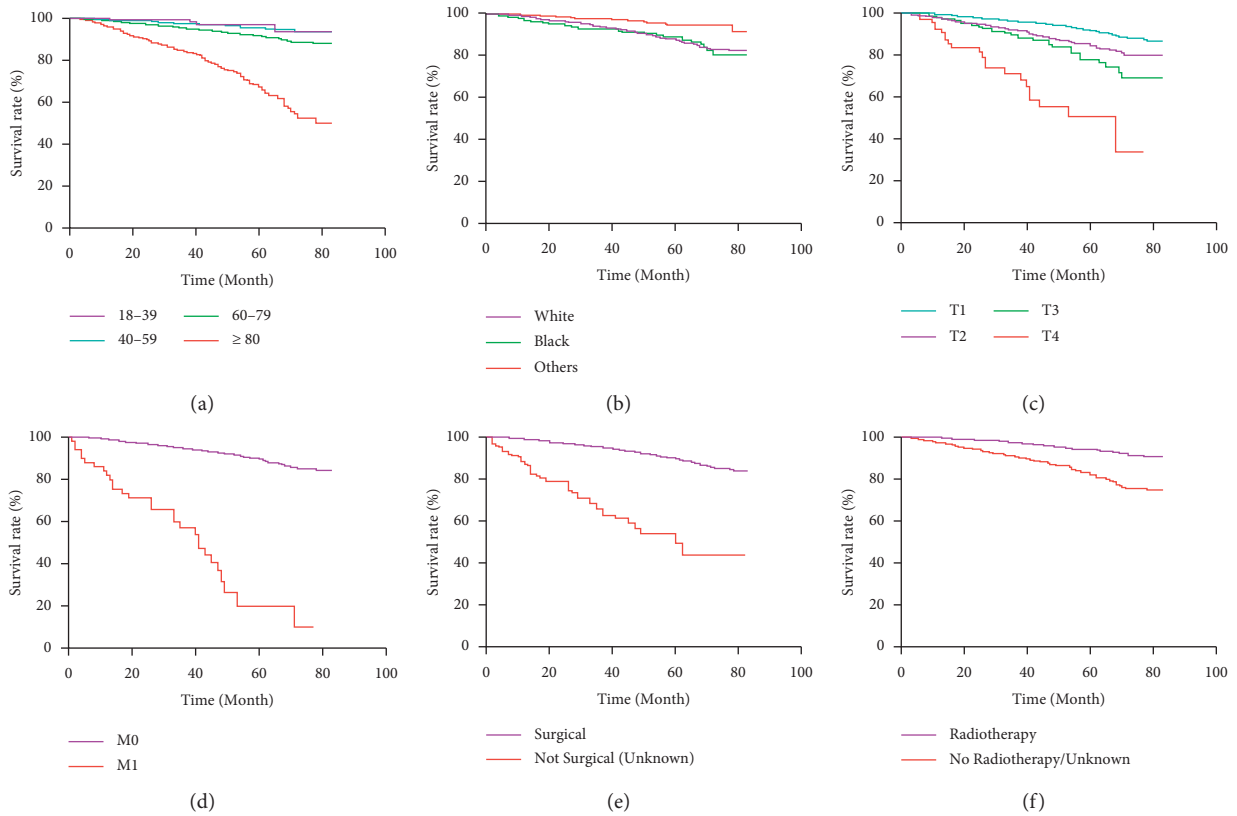 100
80
60
40
20
0
Survival rate (%)
0 20 40 60 80 100
Time (Month)
18–39
60–79
40–59
≥ 80
(a)
100
80
60
40
20
0
Survival rate (%)
0 20 40 60 80 100
Time (Month)
White
Black
Others
(b)
100
80
60
40
20
0
Survival rate (%)
0 20 40 60 80 100
Time (Month)
T1
T3
T2
T4
(c)
100
80
60
40
20
0
Survival rate (%)
0 20 40 60 80 100
Time (Month)
M0
M1
(d)
100
80
60
40
20
0
Survival rate (%)
0 20 40 60 80 100
Time (Month)
Surgical
Not Surgical (Unknown)
(e)
100
80
60
40
20
0
Survival rate (%)
0 20 40 60 80 100
Time (Month)
Radiotherapy
No Radiotherapy/Unknown
(f)